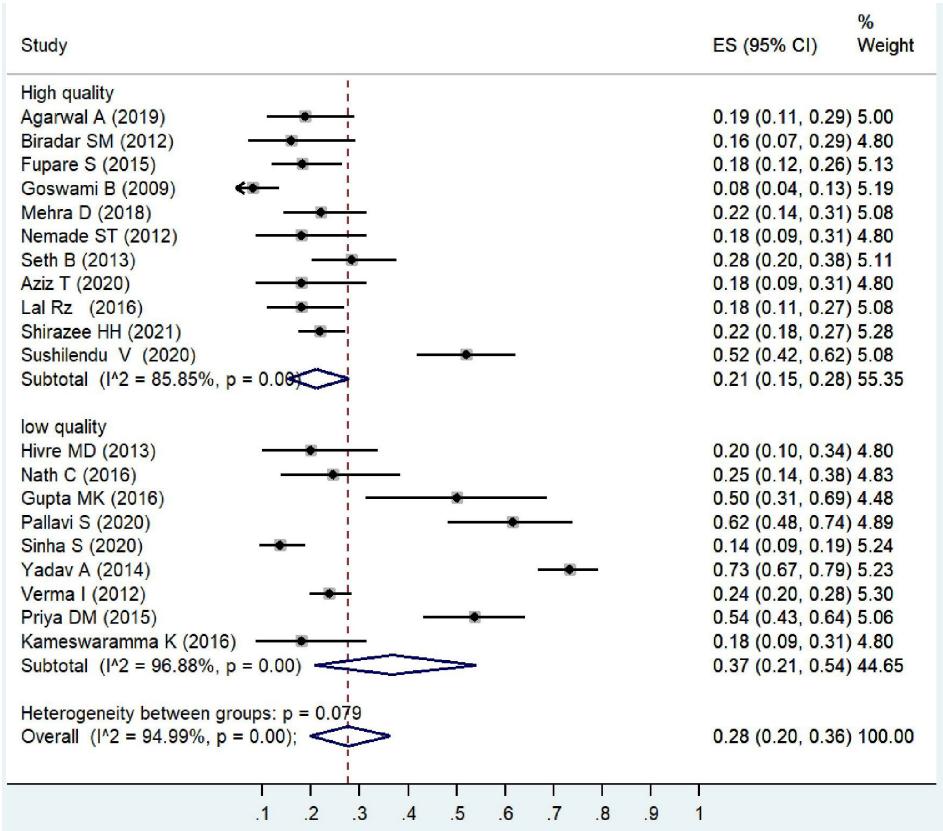 %
Study ES (95% CI) Weight
High quality
Agarwal A (2019) 0.19 (0.11, 0.29) 5.00
Biradar SM (2012) 0.16 (0.07, 0.29) 4.80
Fupare S (2015) 0.18 (0.12, 0.26) 5.13
Goswami B (2009) 0.08 (0.04, 0.13) 5.19
Mehra D (2018) 0.22 (0.14, 0.31) 5.08
Nemade ST (2012) 0.18 (0.09, 0.31) 4.80
Seth B (2013) 0.28 (0.20, 0.38) 5.11
Aziz T (2020) 0.18 (0.09, 0.31) 4.80
Lal Rz (2016) 0.18 (0.11, 0.27) 5.08
Shirazee HH (2021) 0.22 (0.18, 0.27) 5.28
Sushilendu V (2020) 0.52 (0.42, 0.62) 5.08
Subtotal (I^2 = 85.85%, p = 0.00) 0.21 (0.15, 0.28) 55.35
low quality
Hivre MD (2013) 0.20 (0.10, 0.34) 4.80
Nath C (2016) 0.25 (0.14, 0.38) 4.83
Gupta MK (2016) 0.50 (0.31, 0.69) 4.48
Pallavi S (2020) 0.62 (0.48, 0.74) 4.89
Sinha S (2020) 0.14 (0.09, 0.19) 5.24
Yadav A (2014) 0.73 (0.67, 0.79) 5.23
Verma I (2012) 0.24 (0.20, 0.28) 5.30
Priya DM (2015) 0.54 (0.43, 0.64) 5.06
Kameswaramma K (2016) 0.18 (0.09, 0.31) 4.80
Subtotal (I^2 = 96.88%, p = 0.00) 0.37 (0.21, 0.54) 44.65
Heterogeneity between groups: p = 0.079
Overall (I^2 = 94.99%, p = 0.00); 0.28 (0.20, 0.36) 100.00
.1 .2 .3 .4 .5 .6 .7 .8 .9 1